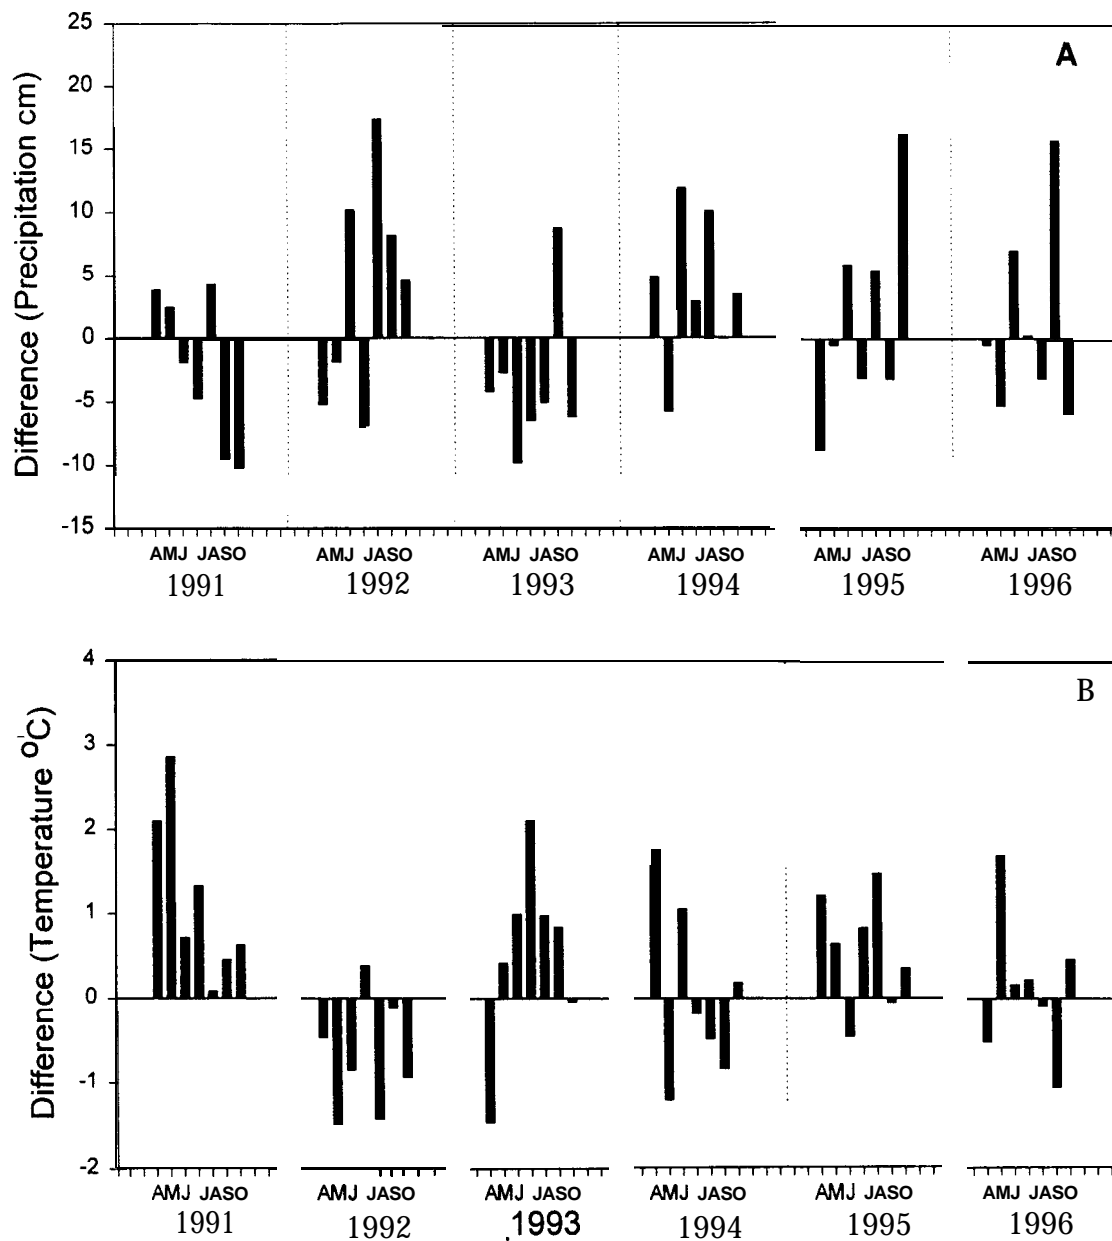 25
20
15
10
5
0
-5
-10
-15
Difference (Precipitation cm)
A
AMJ JASO AMJ JASO AMJ JASO AMJ JASO AMJ JASO AMJ JASO
1991 1992 1993 1994 1995 1996
4
3
2
1
0
-1
-2
Difference (Temperature ºC)
B
AMJ JASO AMJ JASO AMJ JASO AMJ JASO AMJ JASO AMJ JASO
1991 1992 1993 1994 1995 1996